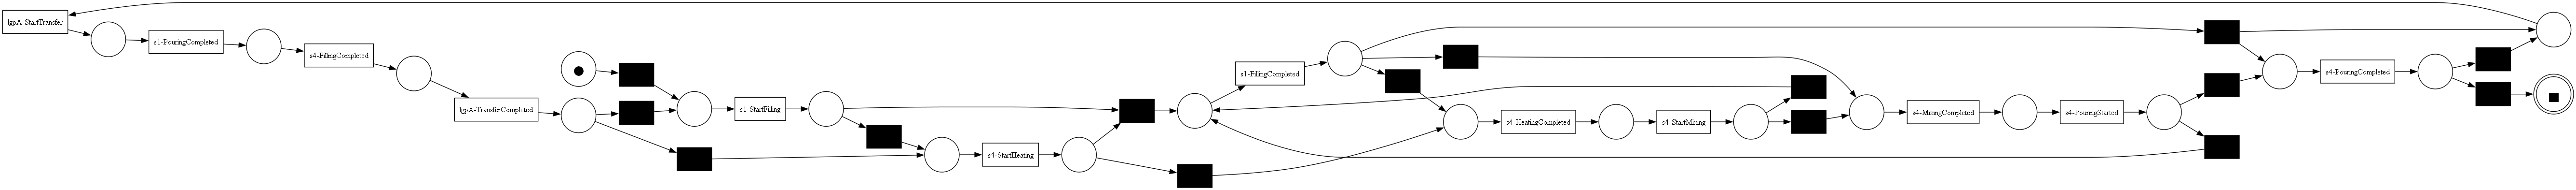 lgpA-StartTransfer
s1-PouringCompleted
s4-FillingCompleted
lgpA-TransferCompleted
s1-StartFilling
s4-StartHeating
s1-FillingCompleted
s4-HeatingCompleted
s4-StartMixing
s4-MixingCompleted
s4-PouringStarted
s4-PouringCompleted